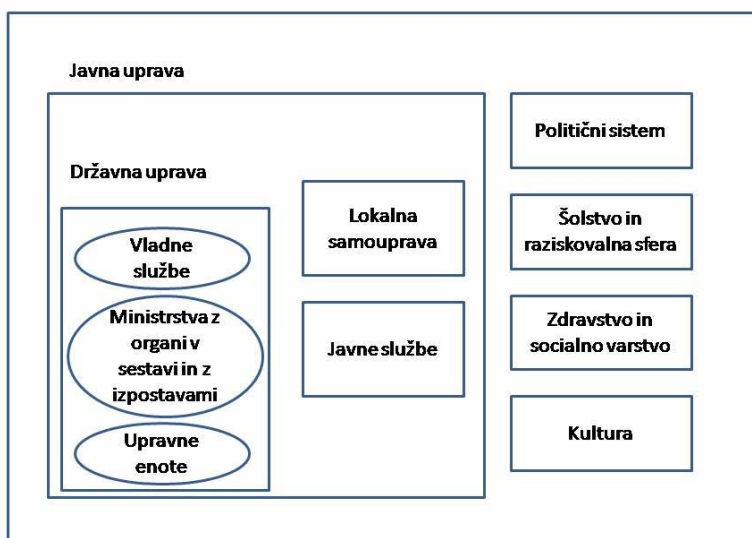 Javna uprava
Državna uprava
Vladne
službe
Ministrstva z
organi v
sestavi in z
izpostavami
Upravne
enote
Lokalna
samouprava
Javne službe
Politični sistem
Šolstvo in
raziskovalna sfera
Zdravstvo in
socialno varstvo
Kultura